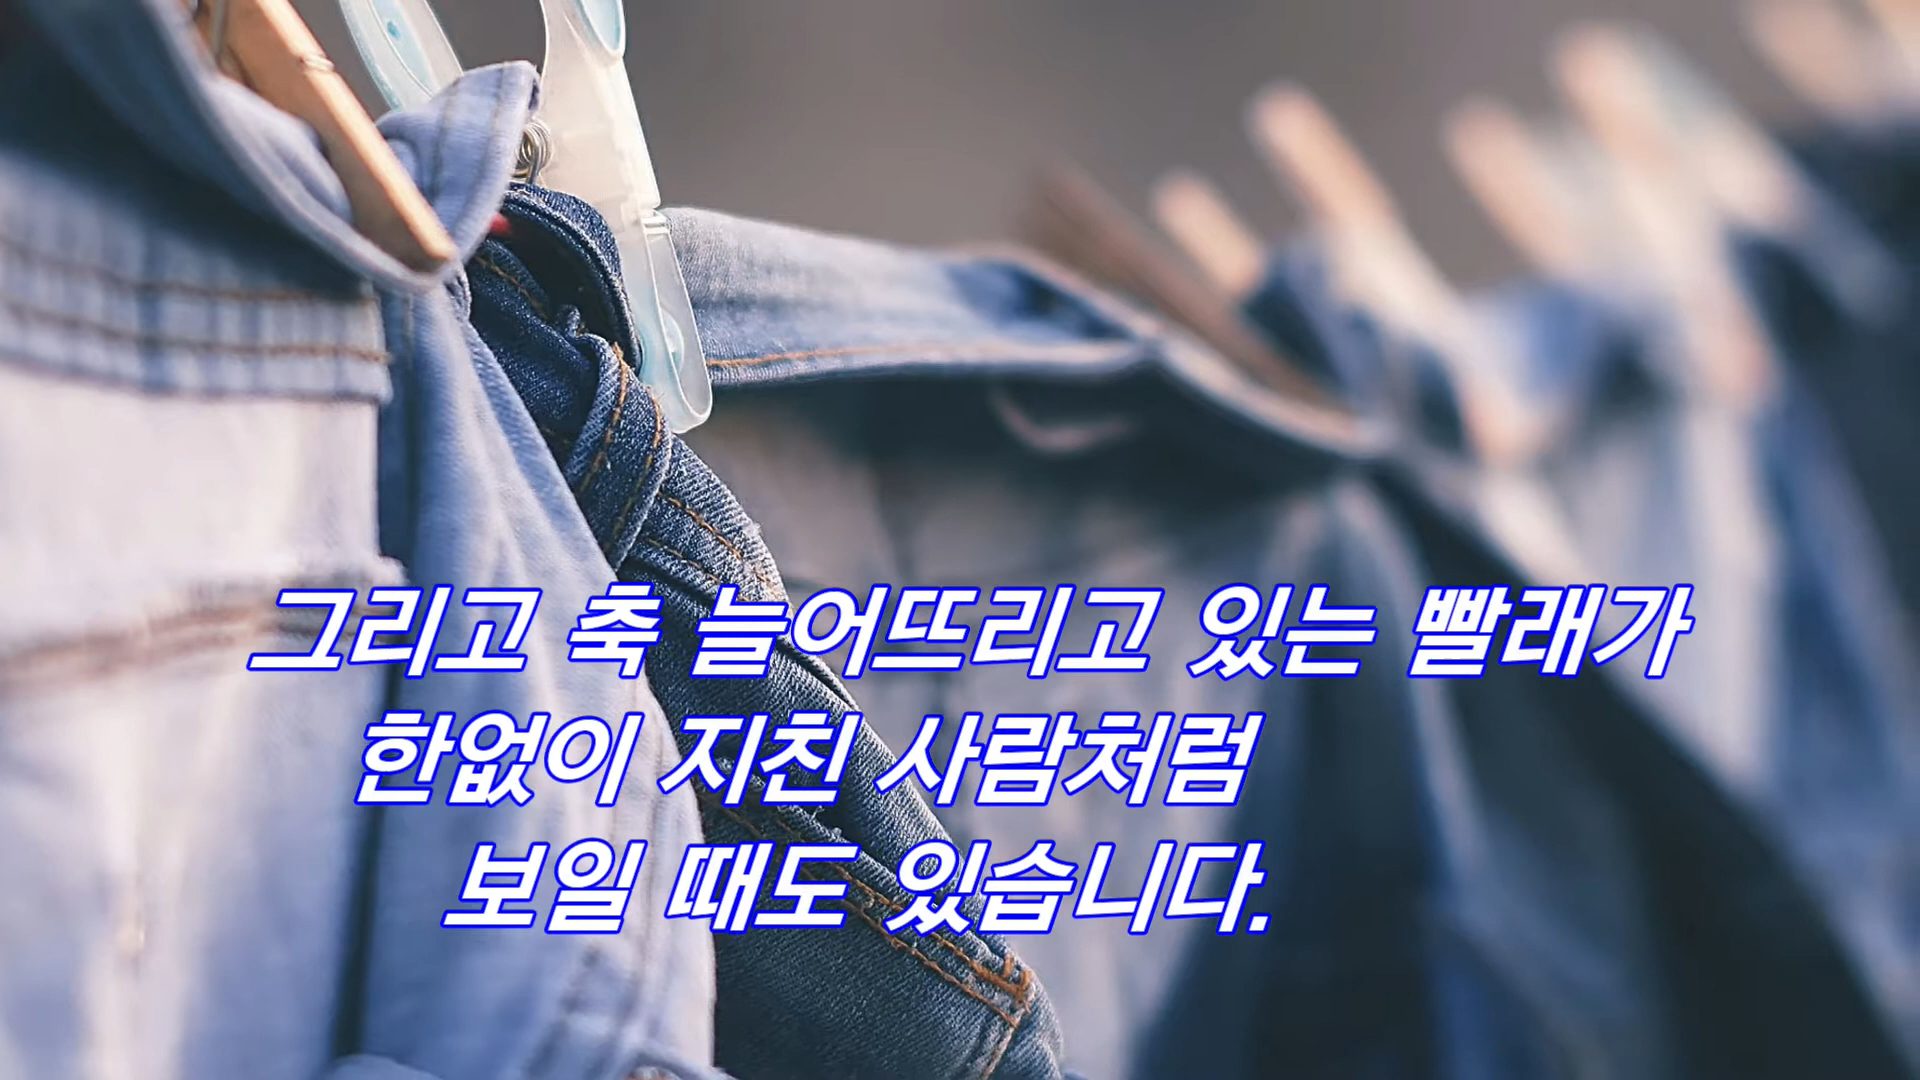 그리고 축 늘어뜨리고 있는 빨래가
한없이 지친 사람처럼
보일 때도 있습니다.